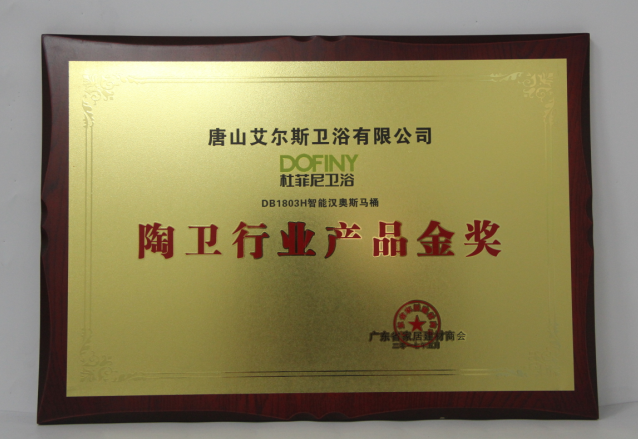 唐山艾尔斯卫浴有限公司
DOFINY
杜菲尼卫浴
DB1803H智能汉奥斯马桶
陶卫行业产品金奖
广东省家居建材商会